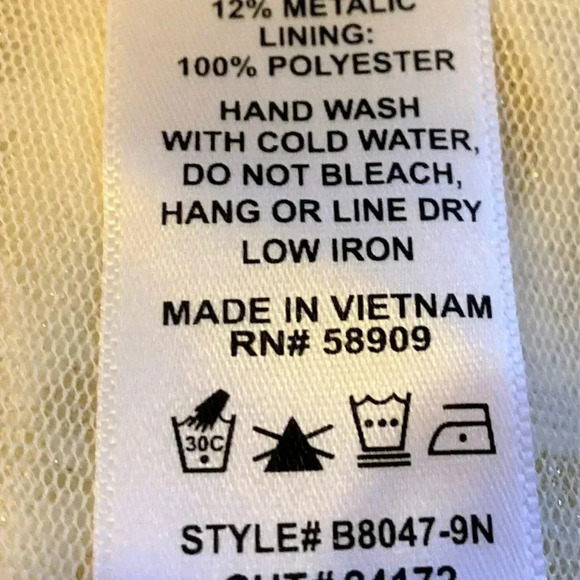 12% METALIC
LINING:
100% POLYESTER
HAND WASH
WITH COLD WATER,
DO NOT BLEACH,
HANG OR LINE DRY
LOW IRON
MADE IN VIETNAM
RN# 58909
30C
STYLE# B8047-9N